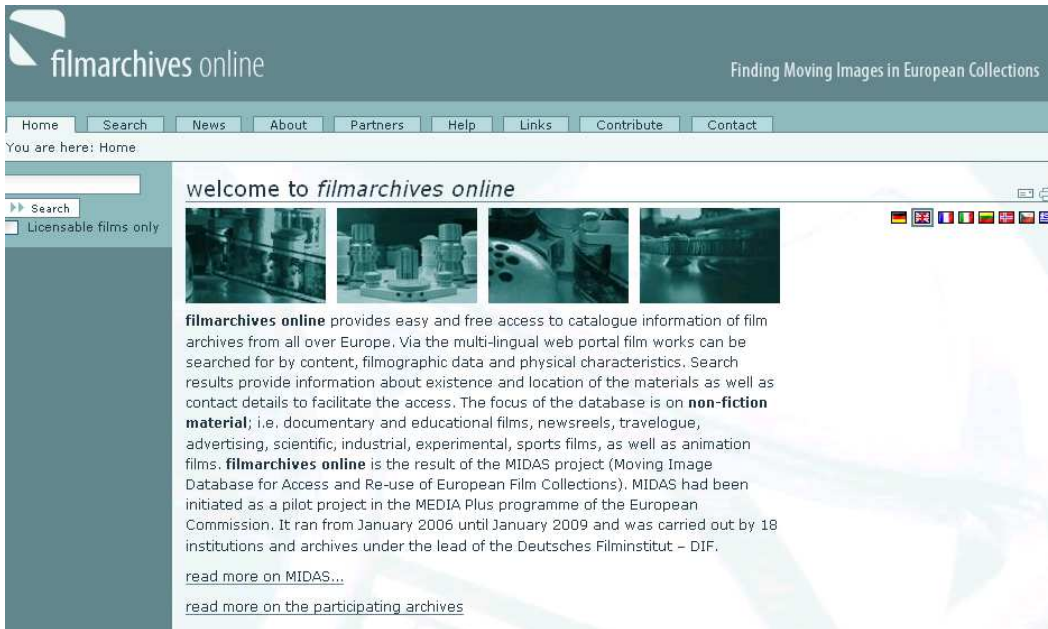 filmarchives online
Finding Moving Images in European Collections
Home Search News About Partners Help Links Contribute Contact
You are here: Home
Search
Licensable films only
welcome to filmarchives online
filmarchives online provides easy and free access to catalogue information of film
archives from all over Europe. Via the multi-lingual web portal film works can be
searched for by content, filmographic data and physical characteristics. Search
results provide information about existence and location of the materials as well as
contact details to facilitate the access. The focus of the database is on non-fiction
material; i.e. documentary and educational films, newsreels, travelogue,
advertising, scientific, industrial, experimental, sports films, as well as animation
films. filmarchives online is the result of the MIDAS project (Moving Image
Database for Access and Re-use of European Film Collections). MIDAS had been
initiated as a pilot project in the MEDIA Plus programme of the European
Commission. It ran from January 2006 until January 2009 and was carried out by 18
institutions and archives under the lead of the Deutsches Filminstitut – DIF.
read more on MIDAS...
read more on the participating archives